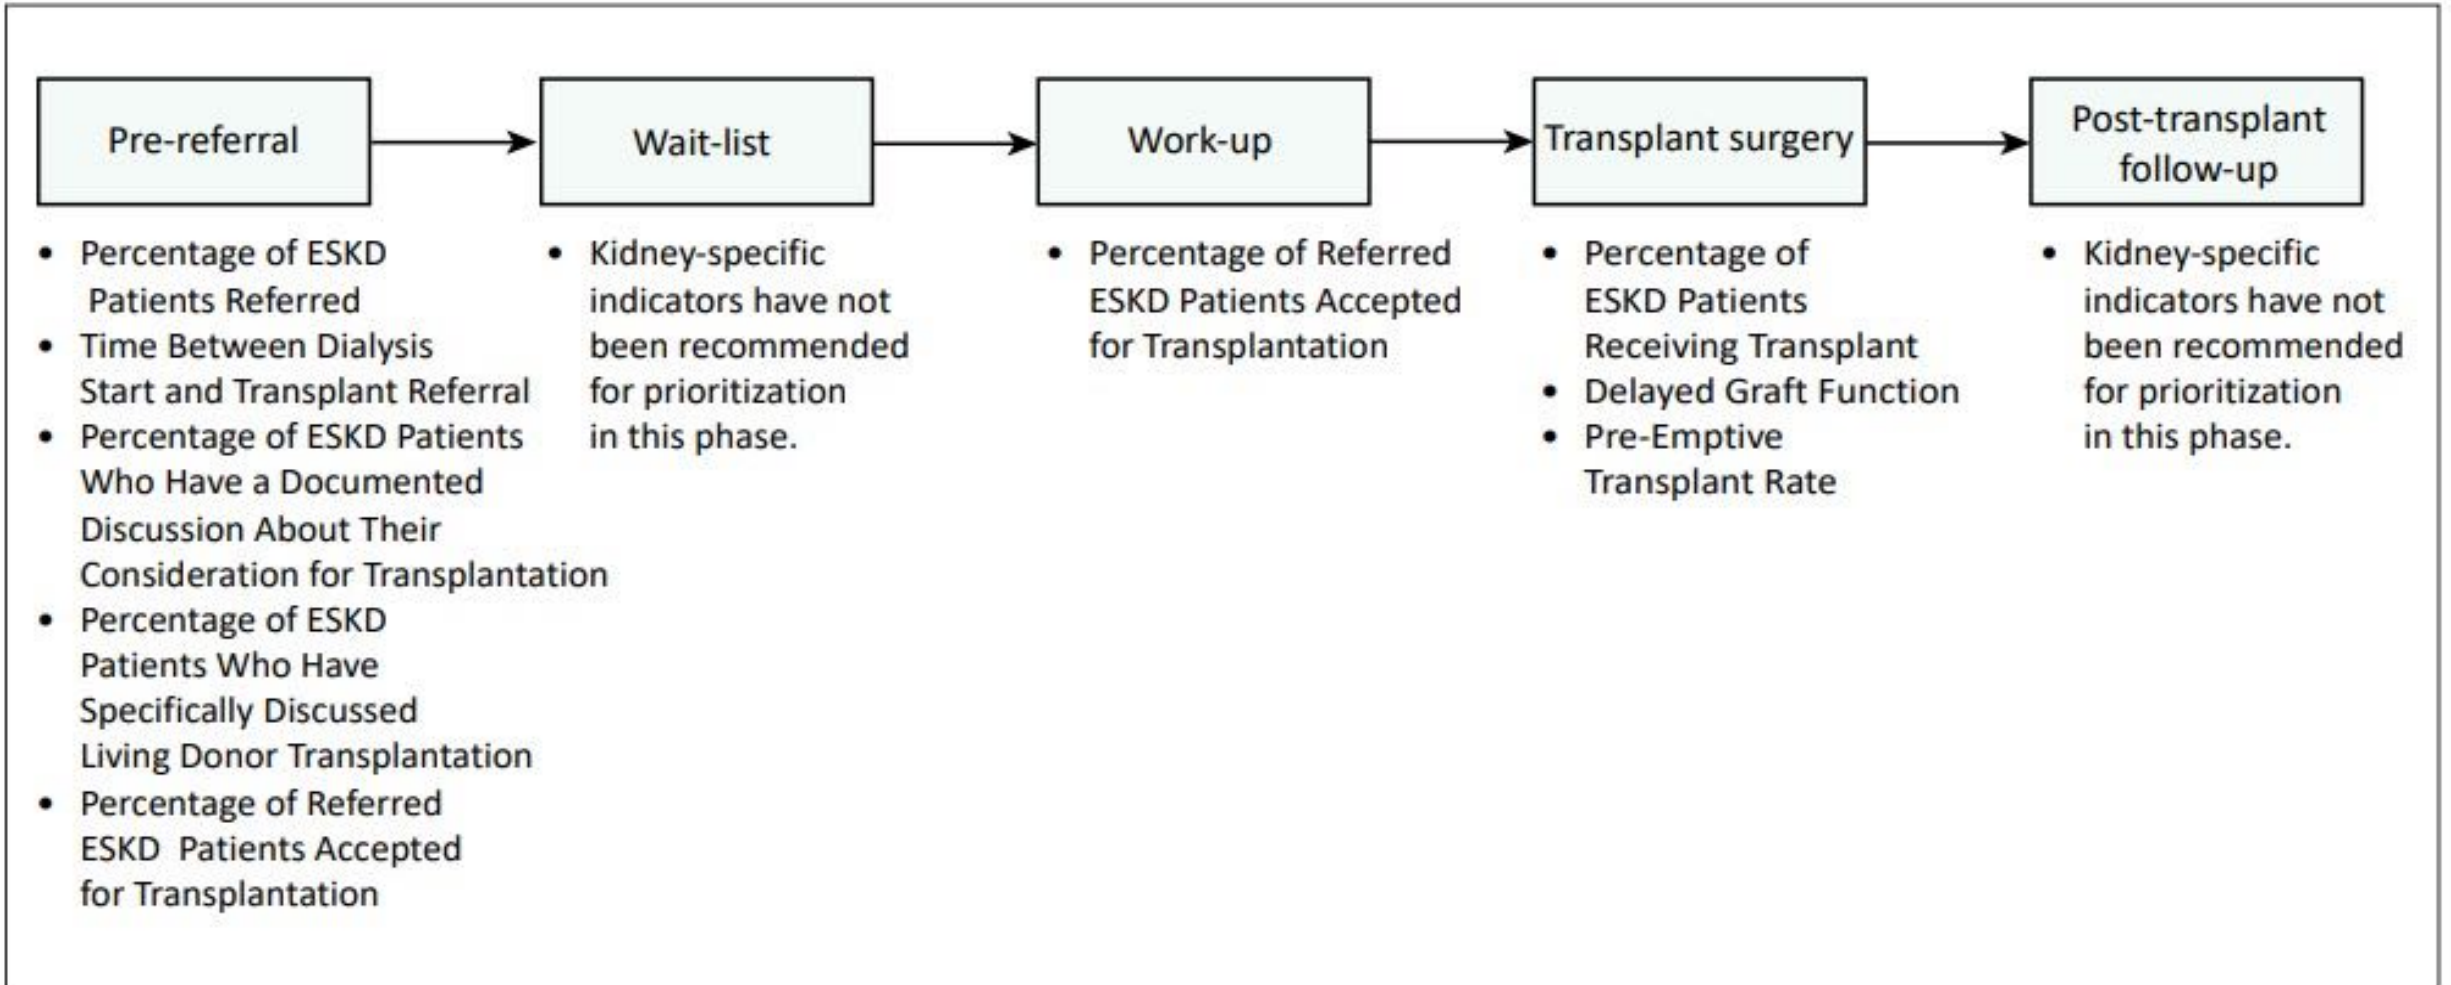 Pre-referral
Wait-list
Work-up
Transplant surgery
Post-transplant
follow-up
• Percentage of ESKD
Patients Referred
• Time Between Dialysis
Start and Transplant Referral
• Percentage of ESKD Patients
Who Have a Documented
Discussion About Their
Consideration for Transplantation
• Percentage of ESKD
Patients Who Have
Specifically Discussed
Living Donor Transplantation
• Percentage of Referred
ESKD Patients Accepted
for Transplantation
• Kidney-specific
indicators have not
been recommended
for prioritization
in this phase.
• Percentage of Referred
ESKD Patients Accepted
for Transplantation
• Percentage of
ESKD Patients
Receiving Transplant
• Delayed Graft Function
• Pre-Emptive
Transplant Rate
• Kidney-specific
indicators have not
been recommended
for prioritization
in this phase.